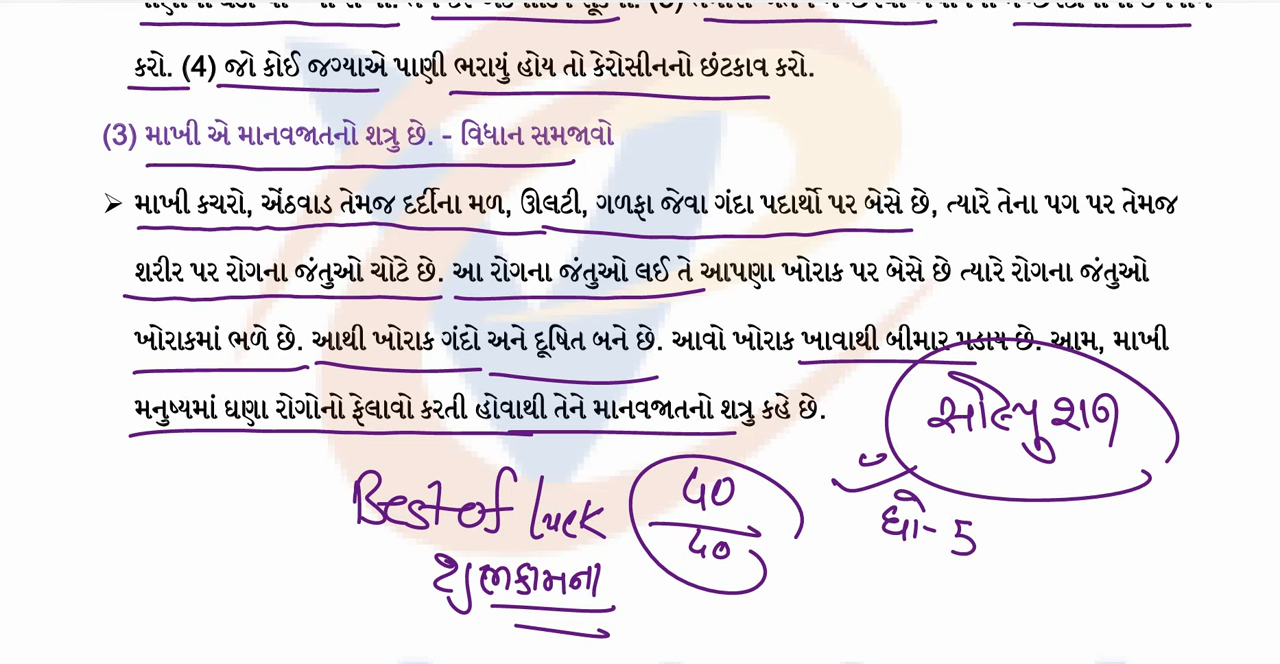 કરો. (4) જો કોઈ જગ્યાએ પાણી ભરાયું હોય તો કેરોસીનનો છંટકાવ કરો.
(3) માખી એ માનવજાતનો શત્રુ છે. - વિધાન સમજાવો
➤ માખી કચરો, એંઠવાડ તેમજ દર્દીના મળ, ઊલટી, ગળફા જેવા ગંદા પદાર્થો પર બેસે છે, ત્યારે તેના પગ પર તેમજ
શરીર પર રોગના જંતુઓ ચોટે છે. આ રોગના જંતુઓ લઈ તે આપણા ખોરાક પર બેસે છે ત્યારે રોગના જંતુઓ
ખોરાકમાં ભળે છે. આથી ખોરાક ગંદો અને દૂષિત બને છે. આવો ખોરાક ખાવાથી બીમાર પડાય છે. આમ, માખી
મનુષ્યમાં ઘણા રોગોનો ફેલાવો કરતી હોવાથી તેને માનવજાતનો શત્રુ કહે છે.
સોલ્યુશન
Best of luck
૫૦
૫૦
ધો- 5
શુભકામના